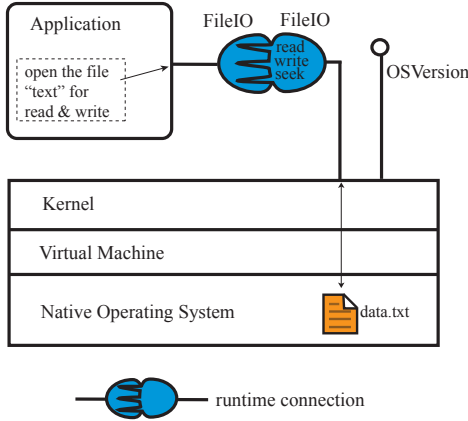 Application
FileIO FileIO
open the file
"text" for
read & write
read
write
seek
OSVersion
Kernel
Virtual Machine
Native Operating System
data.txt
runtime connection